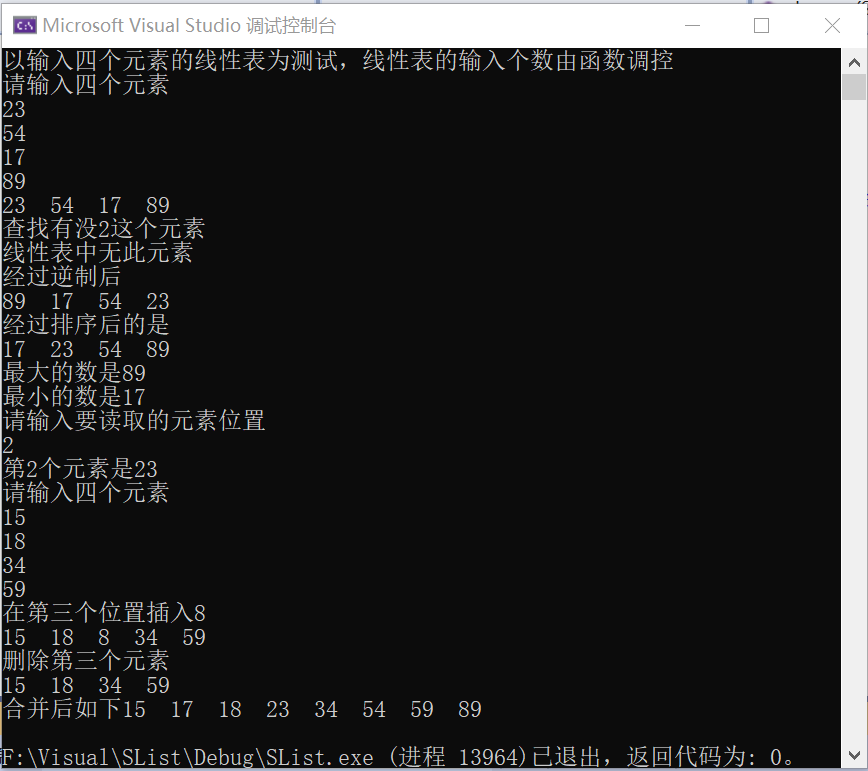 Microsoft Visual Studio 调试控制台
以输入四个元素的线性表为测试，线性表的输入个数由函数调控
请输入四个元素
23
54
17
89
23  54  17  89
查找有没2这个元素
线性表中无此元素
经过逆制后
89  17  54  23
经过排序后的是
17  23  54  89
最大的数是89
最小的数是17
请输入要读取的元素位置
2
第2个元素是23
请输入四个元素
15
18
34
59
在第三个位置插入8
15  18  8  34  59
删除第三个元素
15  18  34  59
合并后如下15  17  18  23  34  54  59  89
F:\Visual\SList\Debug\SList.exe (进程 13964)已退出，返回代码为: 0。